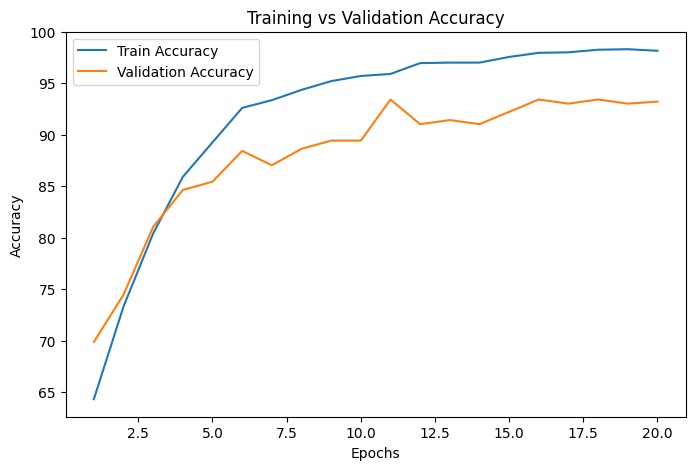 Training vs Validation Accuracy
Train Accuracy
Validation Accuracy
Accuracy
100
95
90
85
80
75
70
65
2.5 5.0 7.5 10.0 12.5 15.0 17.5 20.0
Epochs